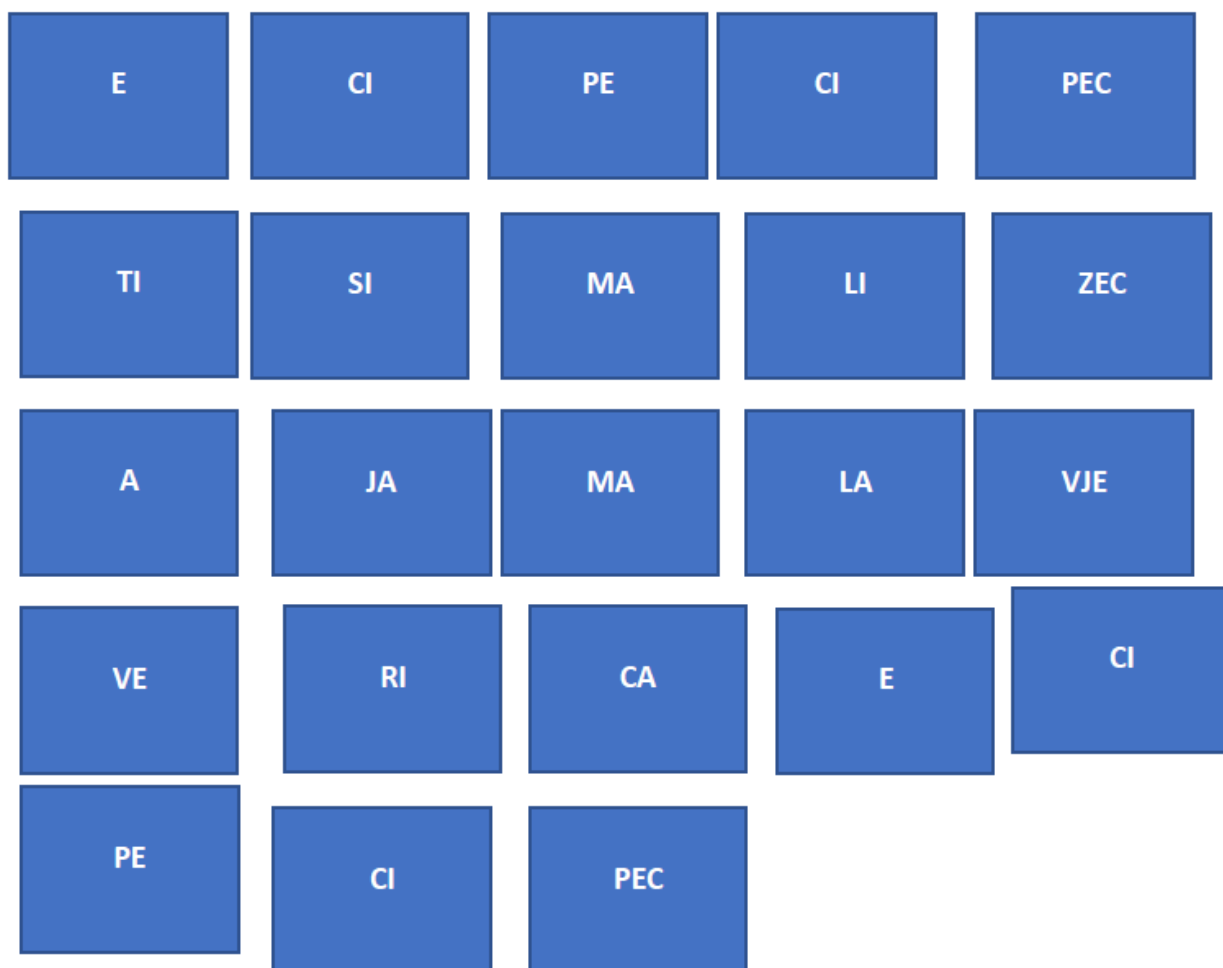 E CI PE CI PEC
TI SI MA LI ZEC
A JA MA LA VJE
VE RI CA E CI
PE CI PEC